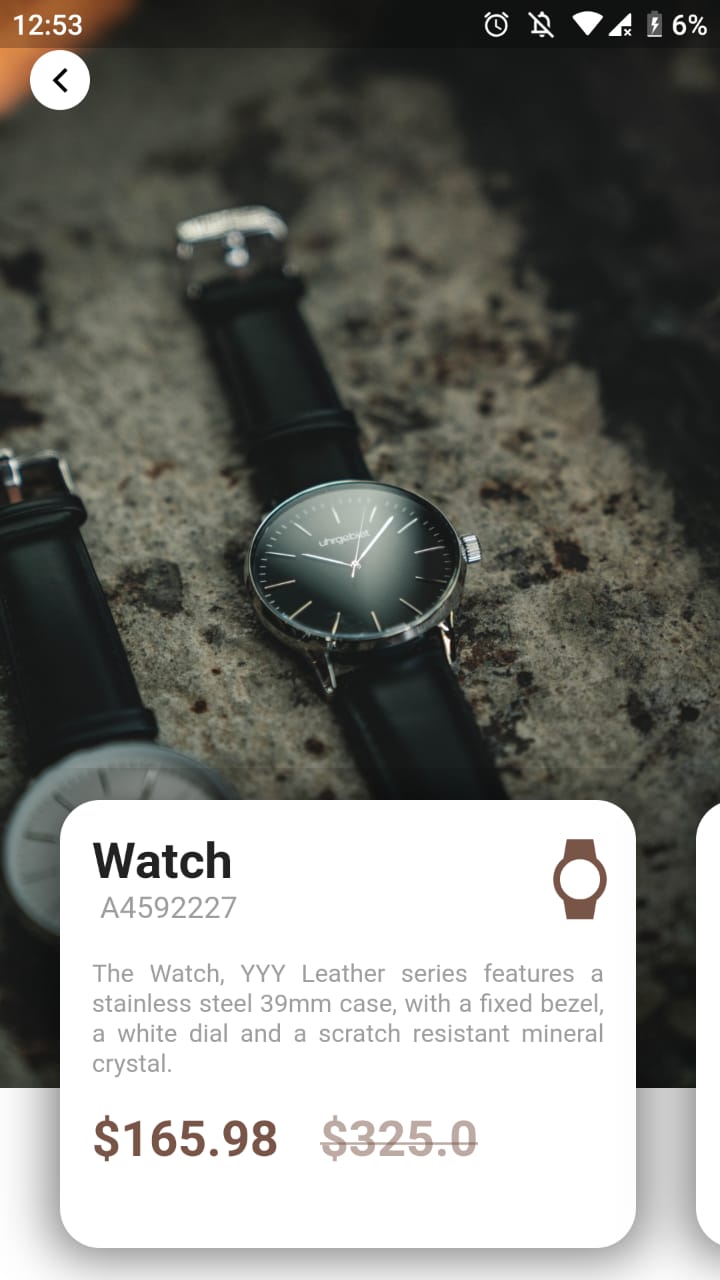 12:53 6%
uhrgebiet
Watch
A4592227
The Watch, YYY Leather series features a
stainless steel 39mm case, with a fixed bezel,
a white dial and a scratch resistant mineral
crystal.
$165.98 $325.0